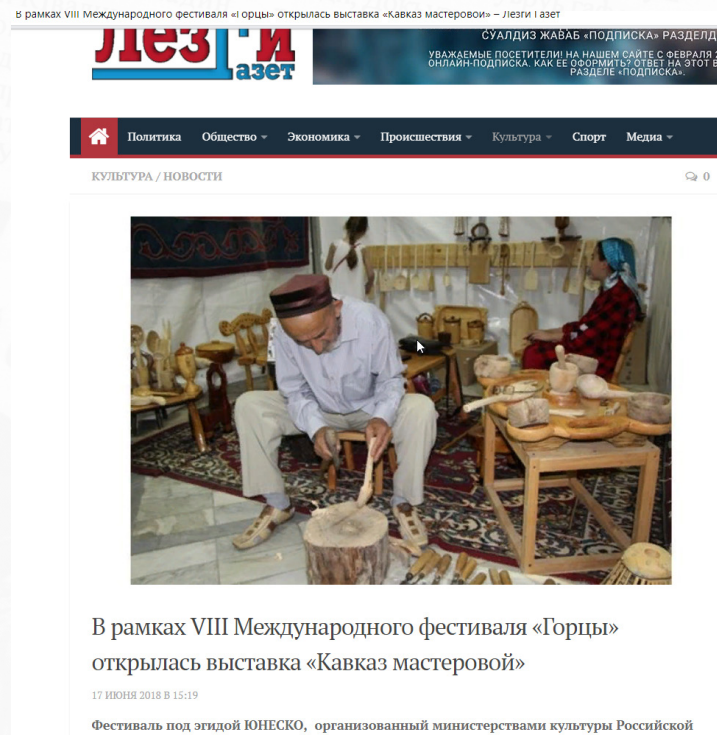 В рамках VIII Международного фестиваля «Горцы» открылась выставка «Кавказ мастеровой» – Лезги Газет
Лезги
азет
СУАЛДИЗ ЖАВАБ «ПОДПИСКА» РАЗДЕЛД
УВАЖАЕМЫЕ ПОСЕТИТЕЛИ! НА НАШЕМ САЙТЕ С ФЕВРАЛЯ
ОНЛАЙН-ПОДПИСКА. КАК ЕЕ ОФОРМИТЬ? ОТВЕТ НА ЭТОТ В
РАЗДЕЛЕ «ПОДПИСКА».
Политика Общество Экономика Происшествия Культура Спорт Медиа
КУЛЬТУРА / НОВОСТИ 0
В рамках VIII Международного фестиваля «Горцы»
открылась выставка «Кавказ мастеровой»
17 ИЮНЯ 2018 В 15:19
Фестиваль под эгидой ЮНЕСКО, организованный министерствами культуры Российской